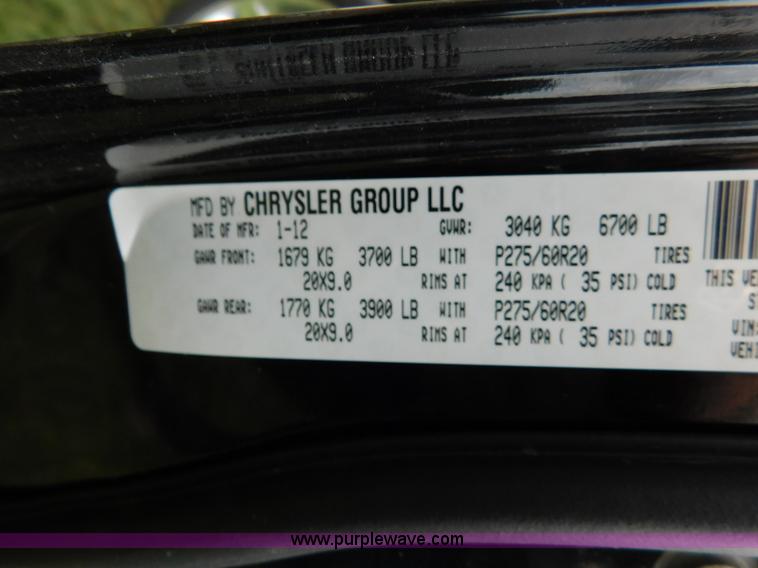 MFD BY CHRYSLER GROUP LLC
DATE OF MFR: 1-12 GVWR: 3040 KG 6700 LB
GAWR FRONT: 1679 KG 3700 LB WITH P275/60R20 TIRES
20X9.0 RIMS AT 240 KPA ( 35 PSI) COLD
GAWR REAR: 1770 KG 3900 LB WITH P275/60R20 TIRES
20X9.0 RIMS AT 240 KPA ( 35 PSI) COLD
THIS VE
S
VIN:
VEHI
www.purplewave.com